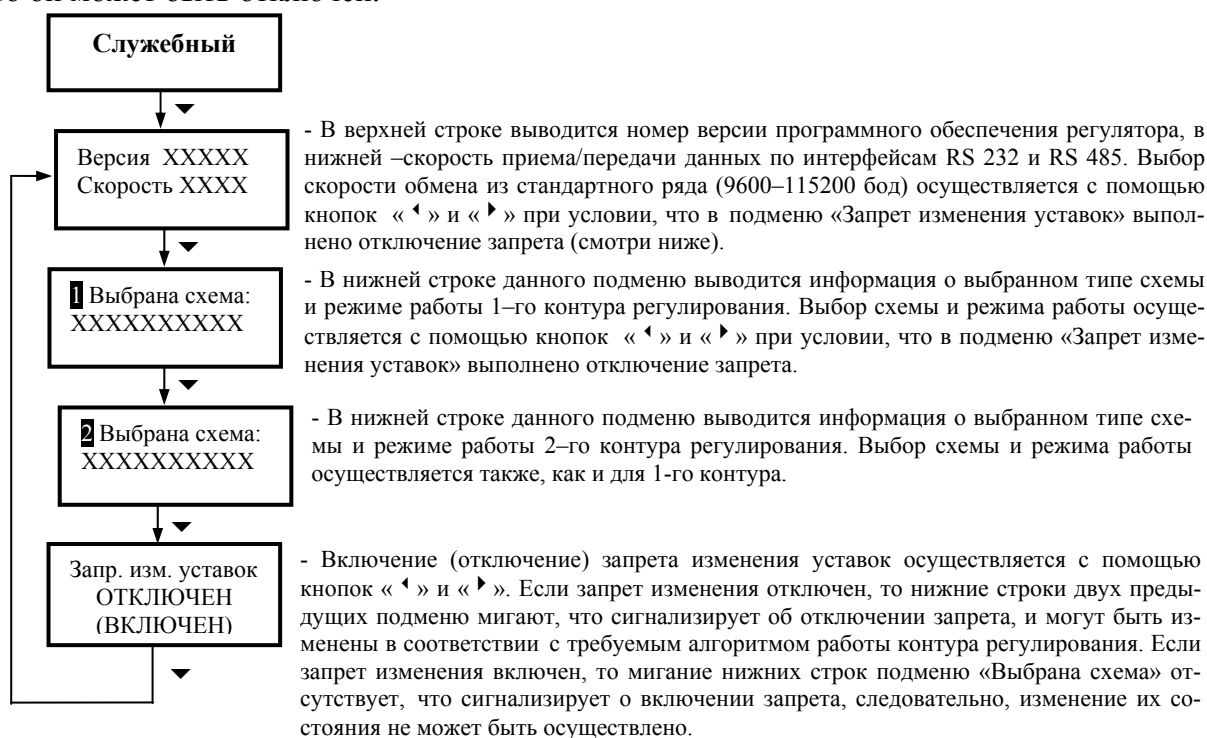 Служебный
Версия XXXXX
Скорость XXXX
- В верхней строке выводится номер версии программного обеспечения регулятора, в
нижней –скорость приема/передачи данных по интерфейсам RS 232 и RS 485. Выбор
скорости обмена из стандартного ряда (9600–115200 бод) осуществляется с помощью
кнопок « 🞀 » и « 🞂 » при условии, что в подменю «Запрет изменения уставок» выпол-
нено отключение запрета (смотри ниже).
1 Выбрана схема:
XXXXXXXXXX
- В нижней строке данного подменю выводится информация о выбранном типе схемы
и режиме работы 1–го контура регулирования. Выбор схемы и режима работы осуще-
ствляется с помощью кнопок « 🞀 » и « 🞂 » при условии, что в подменю «Запрет изме-
нения уставок» выполнено отключение запрета.
2 Выбрана схема:
XXXXXXXXXX
- В нижней строке данного подменю выводится информация о выбранном типе схе-
мы и режиме работы 2–го контура регулирования. Выбор схемы и режима работы
осуществляется также, как и для 1-го контура.
Запр. изм. уставок
ОТКЛЮЧЕН
(ВКЛЮЧЕН)
- Включение (отключение) запрета изменения уставок осуществляется с помощью
кнопок « 🞀 » и « 🞂 ». Если запрет изменения отключен, то нижние строки двух преды-
дущих подменю мигают, что сигнализирует об отключении запрета, и могут быть из-
менены в соответствии с требуемым алгоритмом работы контура регулирования. Если
запрет изменения включен, то мигание нижних строк подменю «Выбрана схема» от-
сутствует, что сигнализирует о включении запрета, следовательно, изменение их со-
стояния не может быть осуществлено.